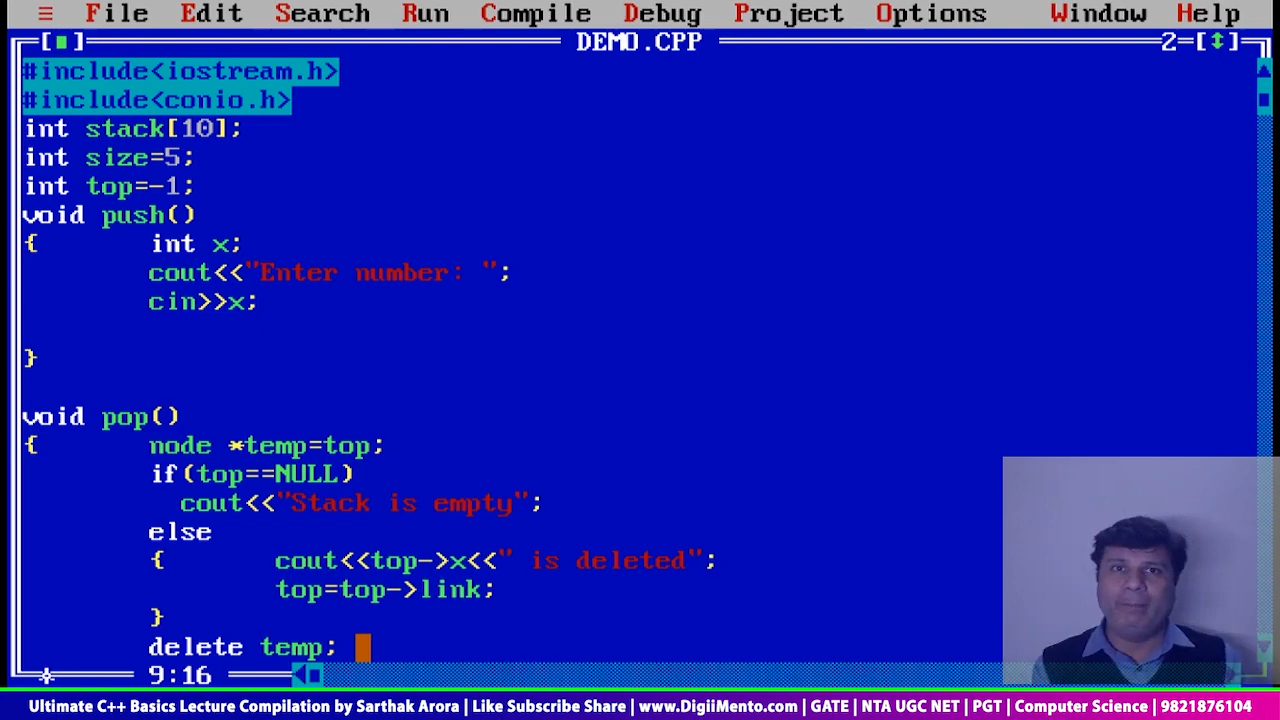 ≡ File Edit Search Run Compile Debug Project Options Window Help
[■] DEMO.CPP 2=[↕]
#include<iostream.h>
#include<conio.h>
int stack[10];
int size=5;
int top=-1;
void push()
{ int x;
cout<<"Enter number: ";
cin>>x;
}
void pop()
{ node *temp=top;
if(top==NULL)
cout<<"Stack is empty";
else
{ cout<<top->x<<" is deleted";
top=top->link;
}
delete temp;
9:16
Ultimate C++ Basics Lecture Compilation by Sarthak Arora | Like Subscribe Share | www.DigiiMento.com | GATE | NTA UGC NET | PGT | Computer Science | 9821876104